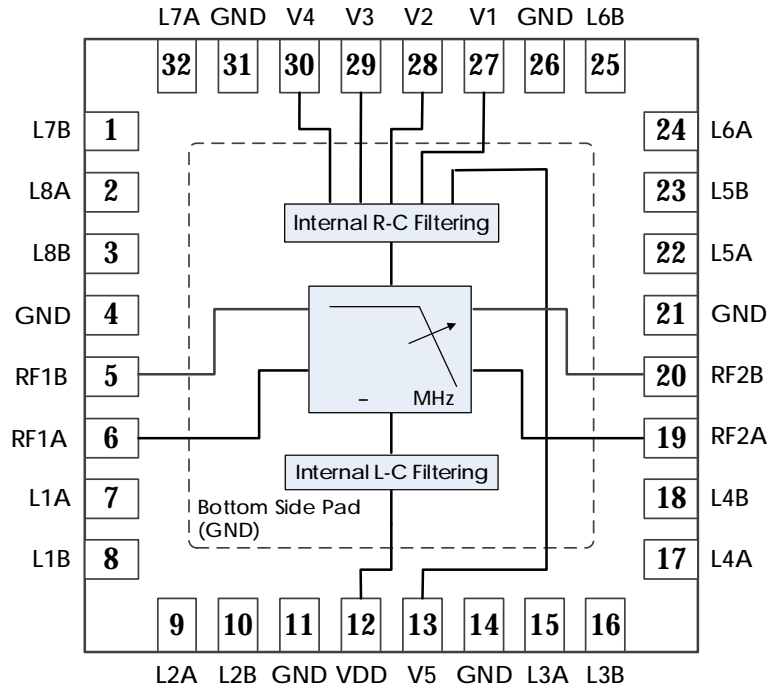 L7A GND V4 V3 V2 V1 GND L6B
32 31 30 29 28 27 26 25
L7B 1
L8A 2
L8B 3
GND 4
RF1B 5
RF1A 6
L1A 7
L1B 8
24 L6A
23 L5B
22 L5A
21 GND
20 RF2B
19 RF2A
18 L4B
17 L4A
Internal R-C Filtering
– MHz
Internal L-C Filtering
Bottom Side Pad
(GND)
9 10 11 12 13 14 15 16
L2A L2B GND VDD V5 GND L3A L3B